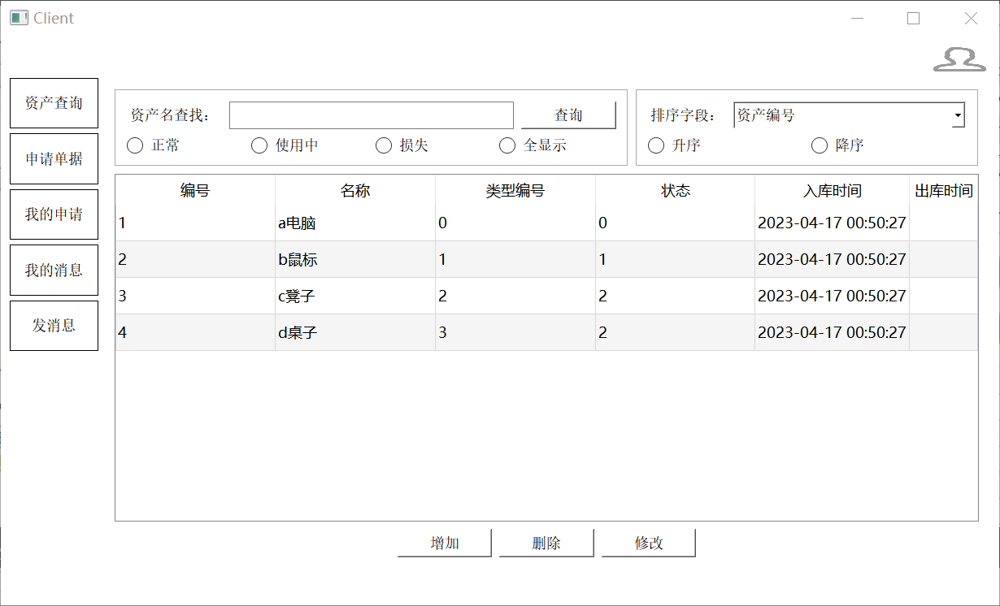 Client
资产查询
申请单据
我的申请
我的消息
发消息
资产名查找： 查询
正常 使用中 损失 全显示
排序字段： 资产编号
升序 降序
编号 名称 类型编号 状态 入库时间 出库时间
1 a电脑 0 0 2023-04-17 00:50:27
2 b鼠标 1 1 2023-04-17 00:50:27
3 c凳子 2 2 2023-04-17 00:50:27
4 d桌子 3 2 2023-04-17 00:50:27
增加 删除 修改